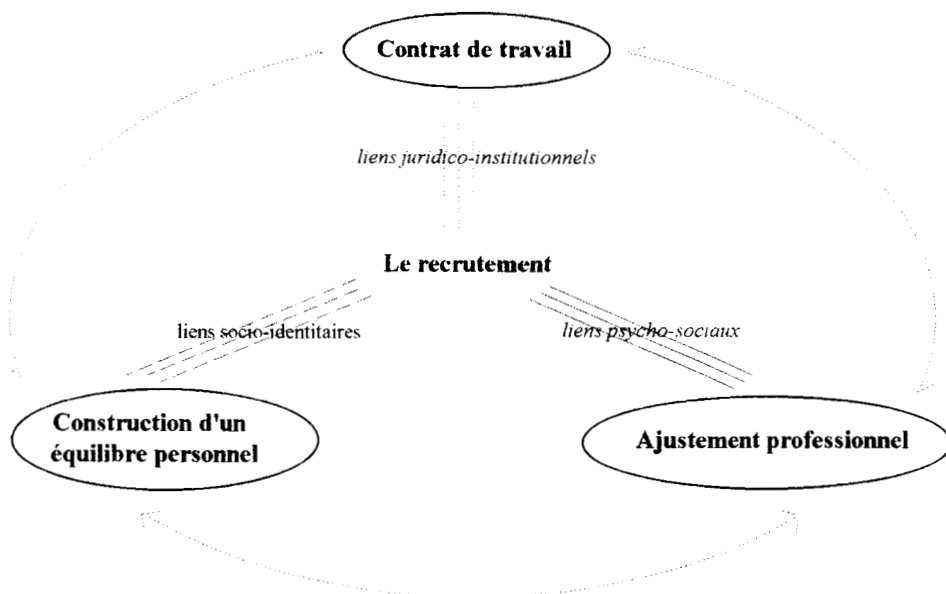 Contrat de travail
liens juridico-institutionnels
Le recrutement
liens socio-identitaires
liens psycho-sociaux
Construction d'un
équilibre personnel
Ajustement professionnel